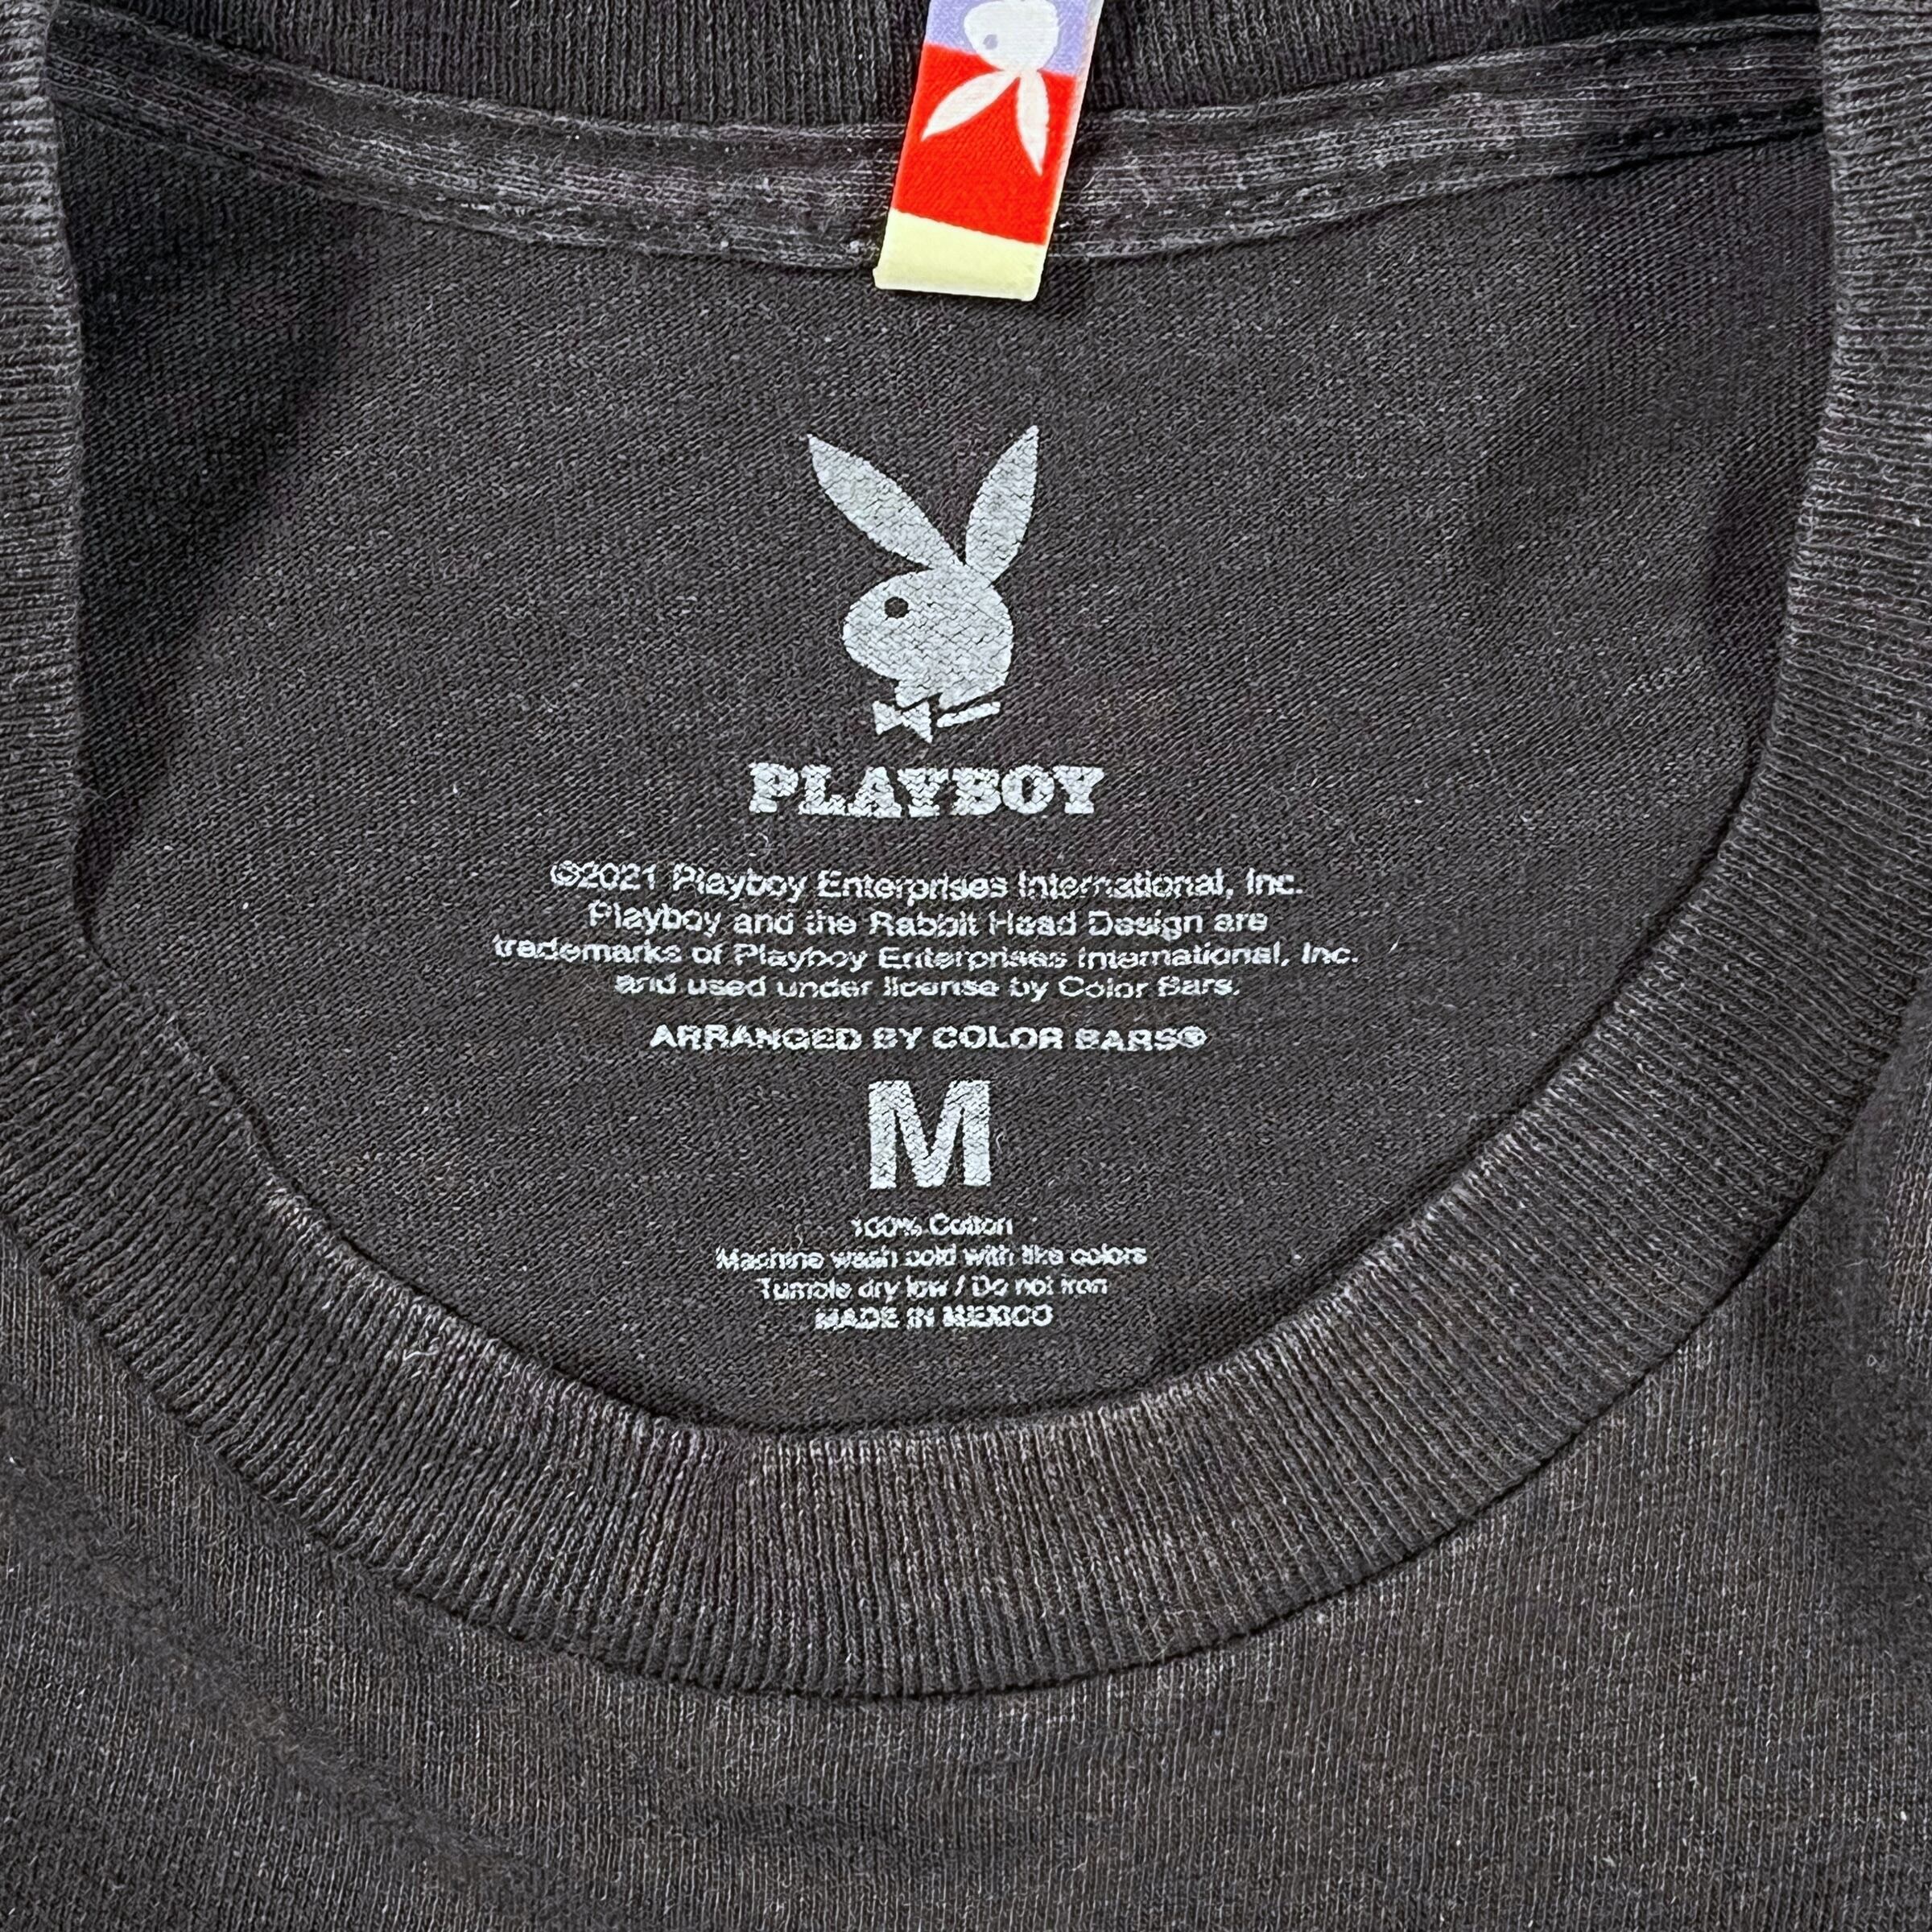 PLAYBOY
©2021 Playboy Enterprises International, Inc.
Playboy and the Rabbit Head Design are
trademarks of Playboy Enterprises International, Inc.
and used under license by Color Bars.
ARRANGED BY COLOR BARS®
M
100% Cotton
Machine wash cold with like colors
Tumble dry low / Do not iron
MADE IN MEXICO